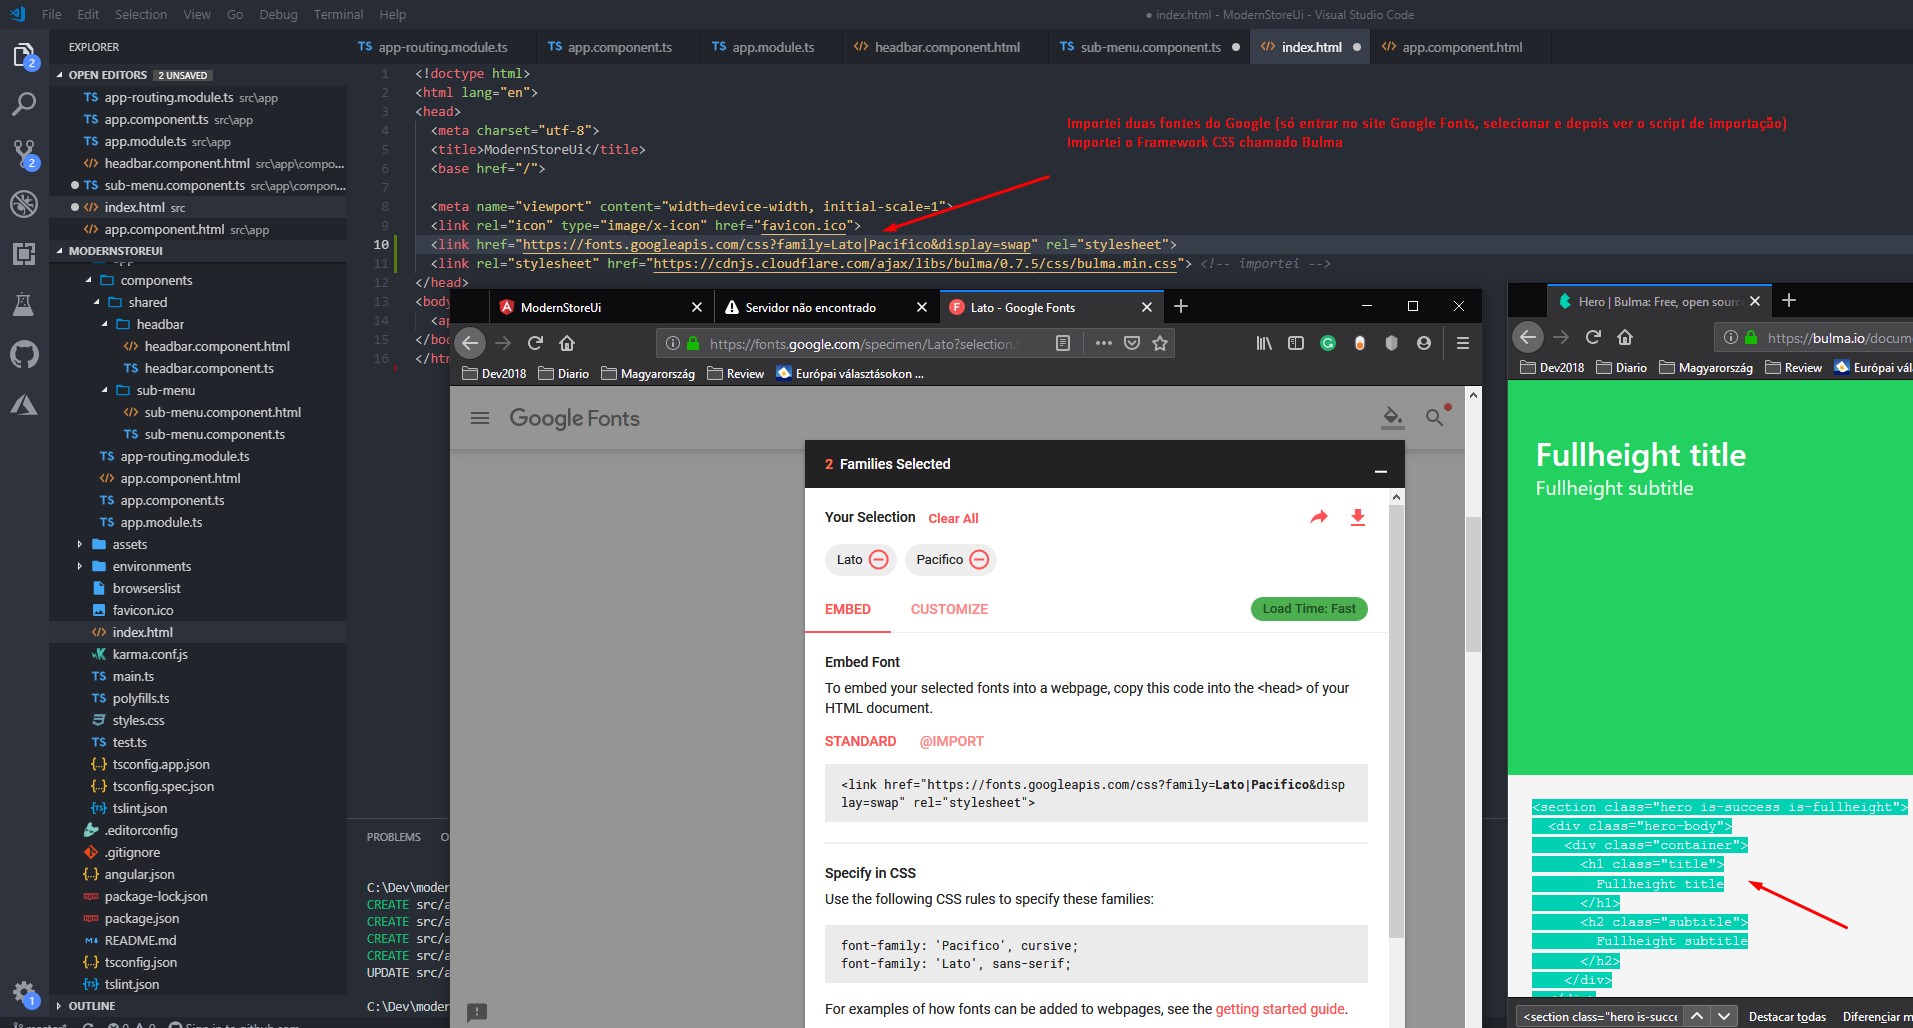 File Edit Selection View Go Debug Terminal Help
● index.html - ModernStoreUi - Visual Studio Code
EXPLORER
OPEN EDITORS 2 UNSAVED
TS app-routing.module.ts src\app
TS app.component.ts src\app
TS app.module.ts src\app
<> headbar.component.html src\app\compo...
● TS sub-menu.component.ts src\app\compon...
● <> index.html src
<> app.component.html src\app
MODERNSTOREUI
components
shared
headbar
<> headbar.component.html
TS headbar.component.ts
sub-menu
<> sub-menu.component.html
TS sub-menu.component.ts
TS app-routing.module.ts
<> app.component.html
TS app.component.ts
TS app.module.ts
assets
environments
browserslist
favicon.ico
<> index.html
karma.conf.js
TS main.ts
TS polyfills.ts
styles.css
TS test.ts
{..} tsconfig.app.json
{..} tsconfig.spec.json
tslint.json
.editorconfig
.gitignore
{..} angular.json
package-lock.json
package.json
README.md
{..} tsconfig.json
tslint.json
OUTLINE
2
2
1
TS app-routing.module.ts TS app.component.ts TS app.module.ts <> headbar.component.html TS sub-menu.component.ts ● <> index.html ● <> app.component.html
1 <!doctype html>
2 <html lang="en">
3 <head>
4 <meta charset="utf-8">
5 <title>ModernStoreUi</title>
6 <base href="/">
7
8 <meta name="viewport" content="width=device-width, initial-scale=1">
9 <link rel="icon" type="image/x-icon" href="favicon.ico">
10 <link href="https://fonts.googleapis.com/css?family=Lato|Pacifico&display=swap" rel="stylesheet">
11 <link rel="stylesheet" href="https://cdnjs.cloudflare.com/ajax/libs/bulma/0.7.5/css/bulma.min.css"> <!-- importei -->
12 </head>
13 <body
14 <ap
15 </bo
16 </ht
Importei duas fontes do Google (só entrar no site Google Fonts, selecionar e depois ver o script de importação)
Importei o Framework CSS chamado Bulma
PROBLEMS O
C:\Dev\moder
CREATE src/a
CREATE src/a
CREATE src/a
CREATE src/a
UPDATE src/a
C:\Dev\moder
ModernStoreUi
Servidor não encontrado
Lato - Google Fonts
https://fonts.google.com/specimen/Lato?selection.
Dev2018 Diario Magyarország Review Európai választásokon ...
Google Fonts
2 Families Selected
Your Selection Clear All
Lato Pacifico
EMBED CUSTOMIZE Load Time: Fast
Embed Font
To embed your selected fonts into a webpage, copy this code into the <head> of your
HTML document.
STANDARD @IMPORT
<link href="https://fonts.googleapis.com/css?family=Lato|Pacifico&disp
lay=swap" rel="stylesheet">
Specify in CSS
Use the following CSS rules to specify these families:
font-family: 'Pacifico', cursive;
font-family: 'Lato', sans-serif;
For examples of how fonts can be added to webpages, see the getting started guide.
Hero | Bulma: Free, open sourc
https://bulma.io/docum
Dev2018 Diario Magyarország Review Európai vál
Fullheight title
Fullheight subtitle
<section class="hero is-success is-fullheight">
<div class="hero-body">
<div class="container">
<h1 class="title">
Fullheight title
</h1>
<h2 class="subtitle">
Fullheight subtitle
</h2>
</div>
<section class="hero is-succe Destacar todas Diferenciar m